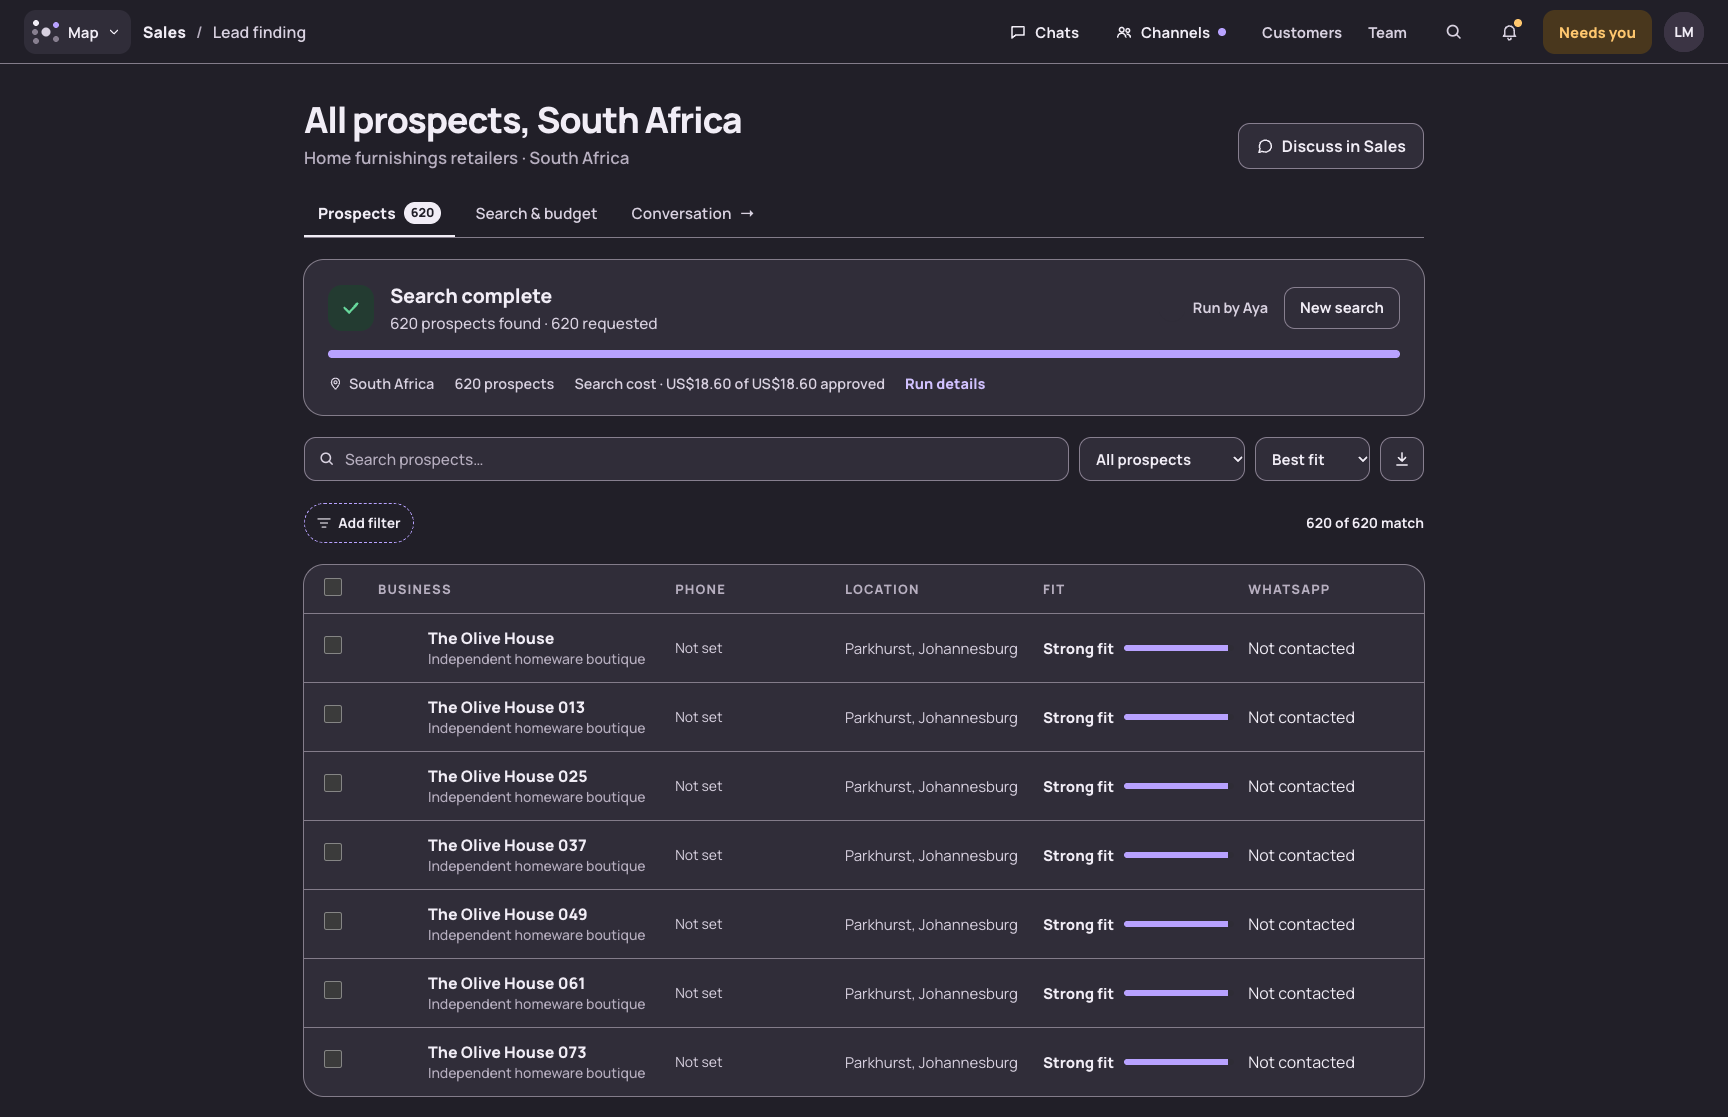 Map
Sales / Lead finding
Chats
Channels
Customers
Team
Needs you
LM
All prospects, South Africa
Home furnishings retailers · South Africa
Discuss in Sales
Prospects 620
Search & budget
Conversation →
Search complete
620 prospects found · 620 requested
Run by Aya
New search
South Africa
620 prospects
Search cost · US$18.60 of US$18.60 approved
Run details
Search prospects...
All prospects
Best fit
Add filter
620 of 620 match
BUSINESS PHONE LOCATION FIT WHATSAPP
The Olive House
Independent homeware boutique
Not set
Parkhurst, Johannesburg
Strong fit
Not contacted
The Olive House 013
Independent homeware boutique
Not set
Parkhurst, Johannesburg
Strong fit
Not contacted
The Olive House 025
Independent homeware boutique
Not set
Parkhurst, Johannesburg
Strong fit
Not contacted
The Olive House 037
Independent homeware boutique
Not set
Parkhurst, Johannesburg
Strong fit
Not contacted
The Olive House 049
Independent homeware boutique
Not set
Parkhurst, Johannesburg
Strong fit
Not contacted
The Olive House 061
Independent homeware boutique
Not set
Parkhurst, Johannesburg
Strong fit
Not contacted
The Olive House 073
Independent homeware boutique
Not set
Parkhurst, Johannesburg
Strong fit
Not contacted